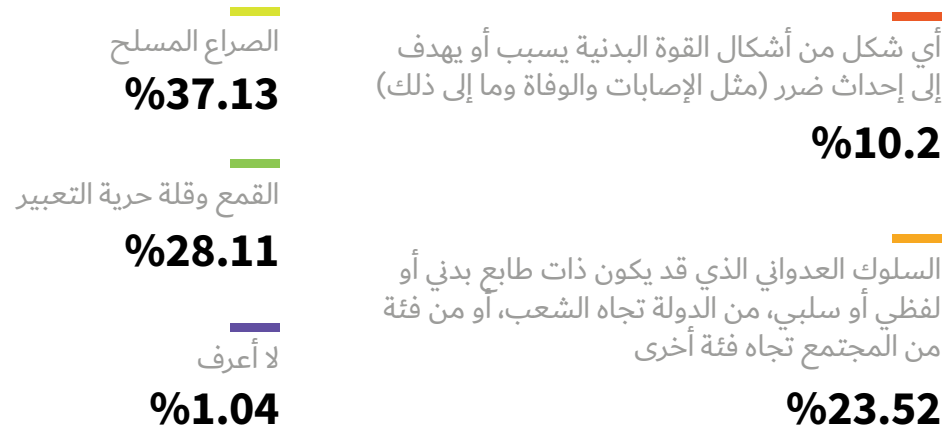 أي شكل من أشكال القوة البدنية يسبب أو يهدف
إلى إحداث ضرر (مثل الإصابات والوفاة وما إلى ذلك)
%10.2
السلوك العدواني الذي قد يكون ذات طابع بدني أو
لفظي أو سلبي، من الدولة تجاه الشعب، أو من فئة
من المجتمع تجاه فئة أخرى
%23.52
الصراع المسلح
%37.13
القمع وقلة حرية التعبير
%28.11
لا أعرف
%1.04